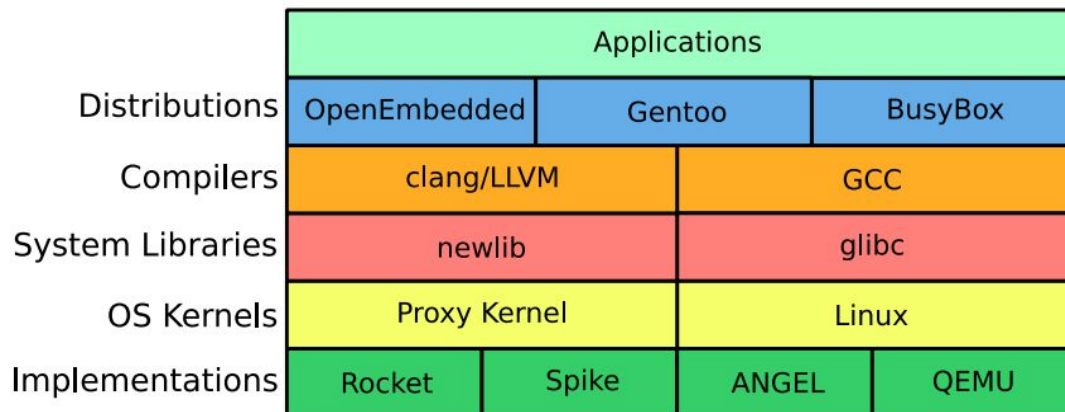 Applications
Distributions OpenEmbedded Gentoo BusyBox
Compilers clang/LLVM GCC
System Libraries newlib glibc
OS Kernels Proxy Kernel Linux
Implementations Rocket Spike ANGEL QEMU